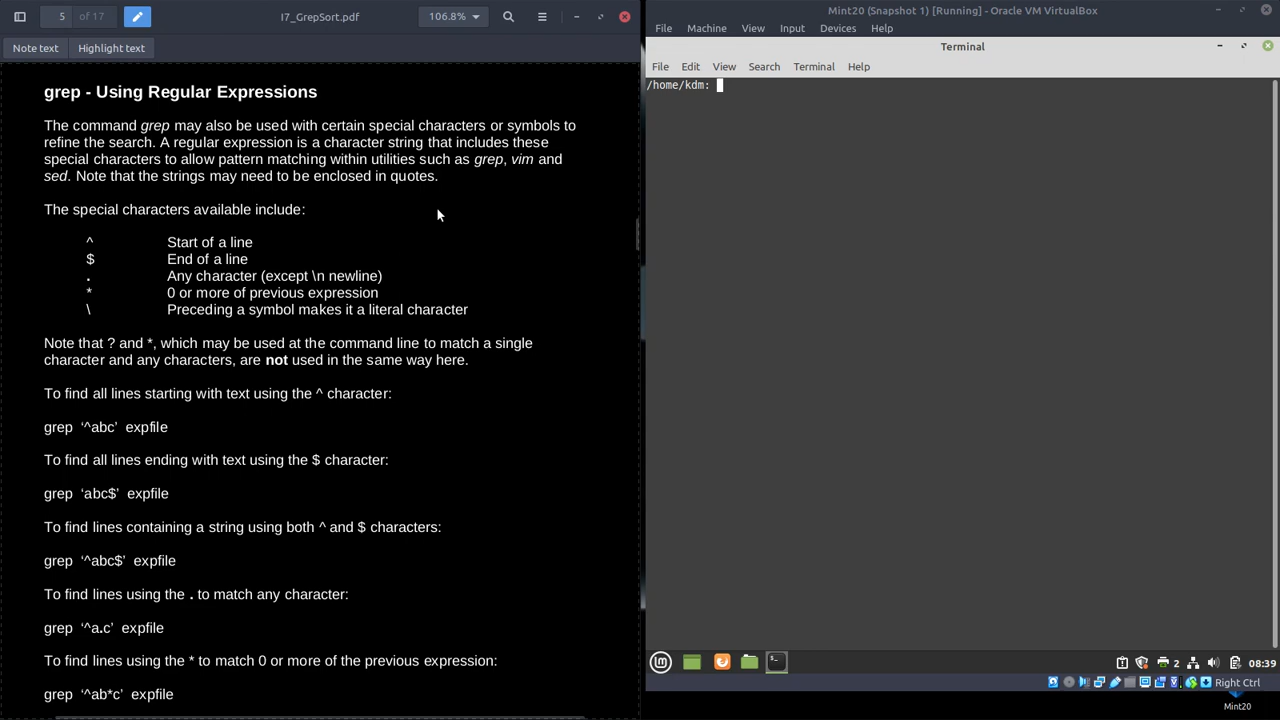 5 of 17
I7_GrepSort.pdf
106.8%
Note text
Highlight text
grep - Using Regular Expressions
The command grep may also be used with certain special characters or symbols to
refine the search. A regular expression is a character string that includes these
special characters to allow pattern matching within utilities such as grep, vim and
sed. Note that the strings may need to be enclosed in quotes.
The special characters available include:
^ Start of a line
$ End of a line
. Any character (except \n newline)
* 0 or more of previous expression
\ Preceding a symbol makes it a literal character
Note that ? and *, which may be used at the command line to match a single
character and any characters, are not used in the same way here.
To find all lines starting with text using the ^ character:
grep ‘^abc’ expfile
To find all lines ending with text using the $ character:
grep ‘abc$’ expfile
To find lines containing a string using both ^ and $ characters:
grep ‘^abc$’ expfile
To find lines using the . to match any character:
grep ‘^a.c’ expfile
To find lines using the * to match 0 or more of the previous expression:
grep ‘^ab*c’ expfile
Mint20 (Snapshot 1) [Running] - Oracle VM VirtualBox
File Machine View Input Devices Help
Terminal
File Edit View Search Terminal Help
/home/kdm:
2
08:39
Right Ctrl
Mint20